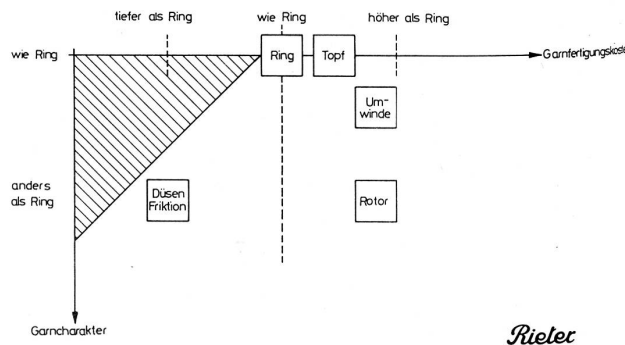 tiefer als Ring
wie Ring
höher als Ring
wie Ring
Ring
Topf
Garnfertigungskoste
Um-
winde
anders
als Ring
Düsen
Friktion
Rotor
Garncharakter
Rieter